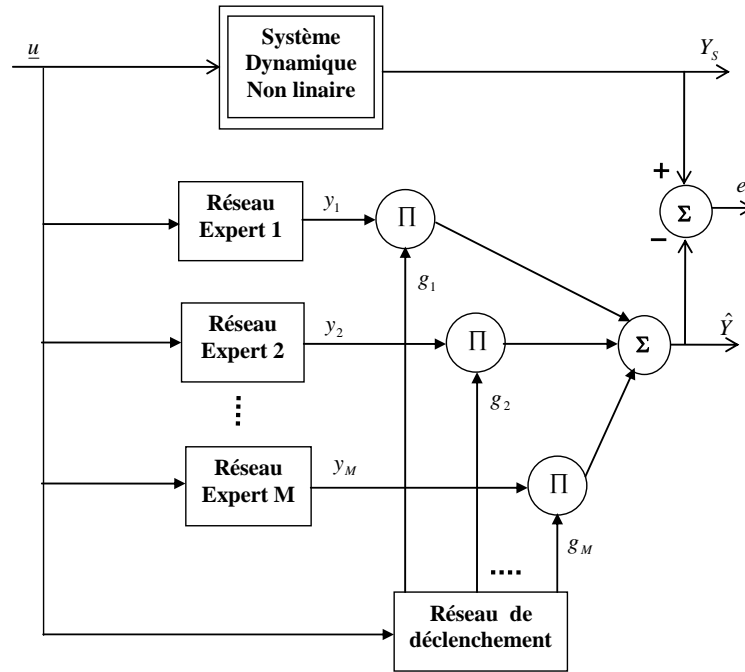 u
Système
Dynamique
Non linaire
Y_S
+
e
Σ
−
Réseau
Expert 1
y_1
Π
g_1
Réseau
Expert 2
y_2
Π
Σ
Ŷ
g_2
Réseau
Expert M
y_M
Π
g_M
Réseau de
déclenchement